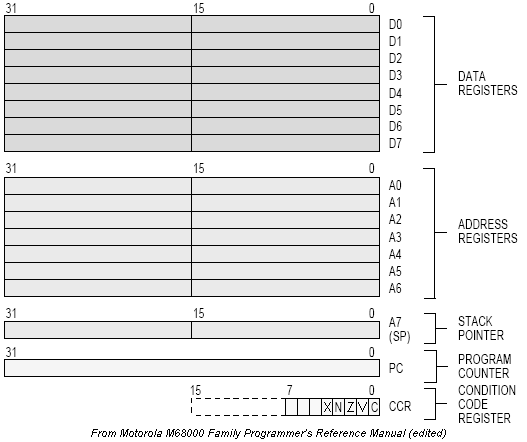 31 15 0
D0
D1
D2
D3
D4
D5
D6
D7
DATA
REGISTERS
31 15 0
A0
A1
A2
A3
A4
A5
A6
ADDRESS
REGISTERS
31 15 0
A7
(SP)
STACK
POINTER
31 0
PC
PROGRAM
COUNTER
15 7 0
X N Z V C
CCR
CONDITION
CODE
REGISTER
From Motorola M68000 Family Programmer's Reference Manual (edited)